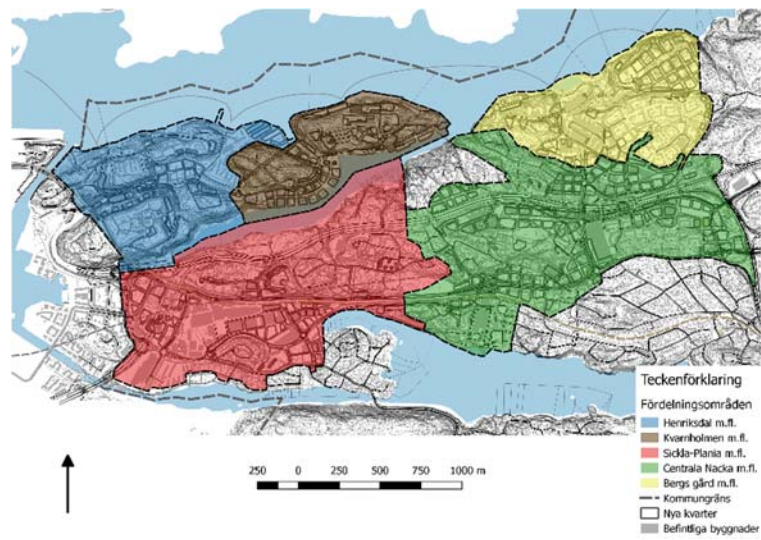 Teckenförklaring
Fördelningsområden
Henriksdal m.fl.
Kvarnholmen m.fl.
Sickla-Plania m.fl.
Centrala Nacka m.fl.
Bergs gård m.fl.
Kommungräns
Nya kvarter
Befintliga byggnader
250 0 250 500 750 1000 m